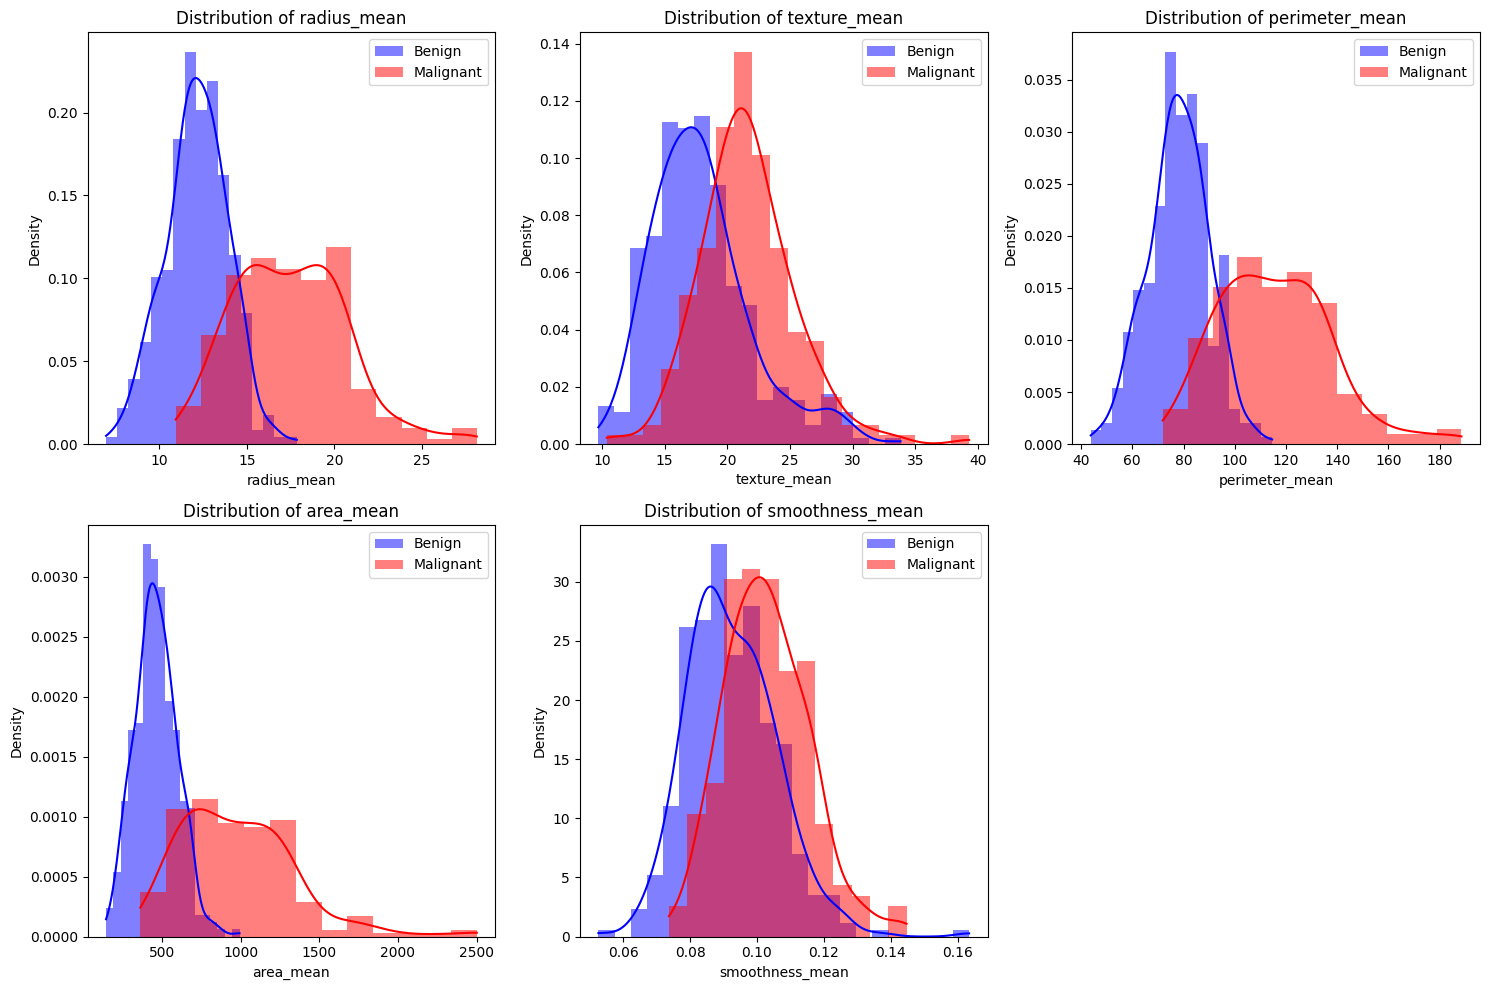 Distribution of radius_mean
Benign
Malignant
0.20
0.15
0.10
0.05
0.00
Density
10
15
20
25
radius_mean
Distribution of texture_mean
Benign
Malignant
0.14
0.12
0.10
0.08
0.06
0.04
0.02
0.00
Density
10
15
20
25
30
35
40
texture_mean
Distribution of perimeter_mean
Benign
Malignant
0.035
0.030
0.025
0.020
0.015
0.010
0.005
0.000
Density
40
60
80
100
120
140
160
180
perimeter_mean
Distribution of area_mean
Benign
Malignant
0.0030
0.0025
0.0020
0.0015
0.0010
0.0005
0.0000
Density
500
1000
1500
2000
2500
area_mean
Distribution of smoothness_mean
Benign
Malignant
30
25
20
15
10
5
0
Density
0.06
0.08
0.10
0.12
0.14
0.16
smoothness_mean